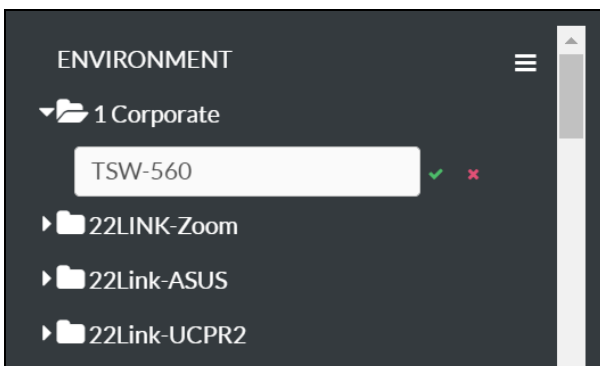 ENVIRONMENT
1 Corporate
TSW-560
22LINK-Zoom
22Link-ASUS
22Link-UCPR2